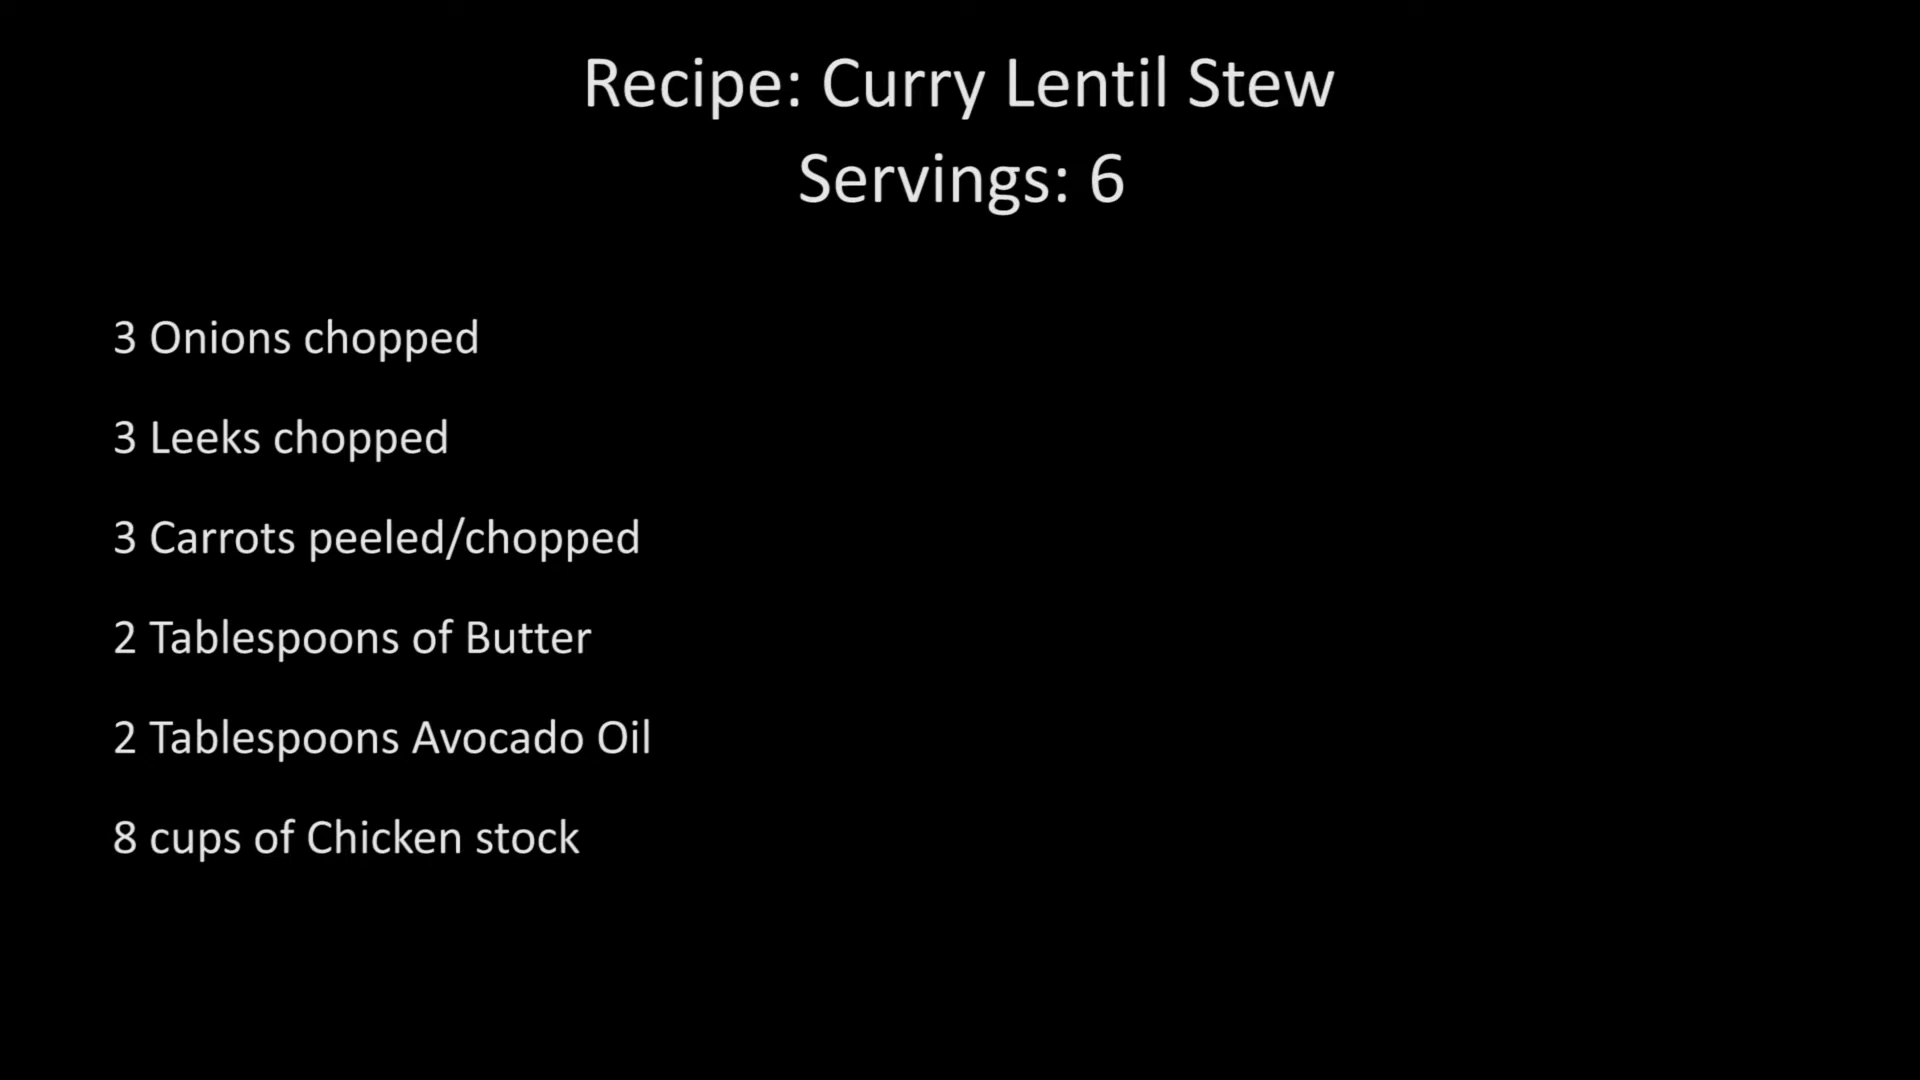 Recipe: Curry Lentil Stew
Servings: 6
3 Onions chopped
3 Leeks chopped
3 Carrots peeled/chopped
2 Tablespoons of Butter
2 Tablespoons Avocado Oil
8 cups of Chicken stock